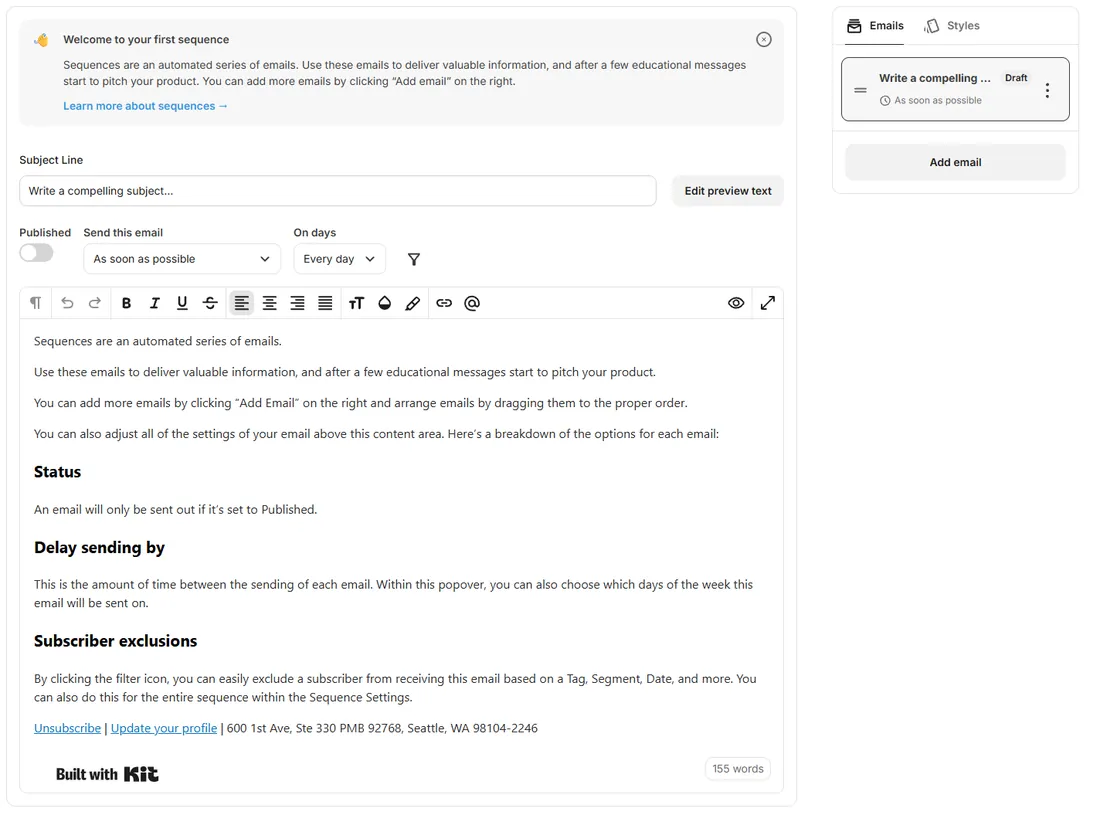 Welcome to your first sequence
Sequences are an automated series of emails. Use these emails to deliver valuable information, and after a few educational messages
start to pitch your product. You can add more emails by clicking “Add email” on the right.
Learn more about sequences →
Subject Line
Write a compelling subject...
Edit preview text
Published
Send this email
On days
As soon as possible
Every day
Sequences are an automated series of emails.
Use these emails to deliver valuable information, and after a few educational messages start to pitch your product.
You can add more emails by clicking “Add Email” on the right and arrange emails by dragging them to the proper order.
You can also adjust all of the settings of your email above this content area. Here’s a breakdown of the options for each email:
Status
An email will only be sent out if it’s set to Published.
Delay sending by
This is the amount of time between the sending of each email. Within this popover, you can also choose which days of the week this
email will be sent on.
Subscriber exclusions
By clicking the filter icon, you can easily exclude a subscriber from receiving this email based on a Tag, Segment, Date, and more. You
can also do this for the entire sequence within the Sequence Settings.
Unsubscribe | Update your profile | 600 1st Ave, Ste 330 PMB 92768, Seattle, WA 98104-2246
Built with Kit
155 words
Emails
Styles
Write a compelling ...
Draft
As soon as possible
Add email